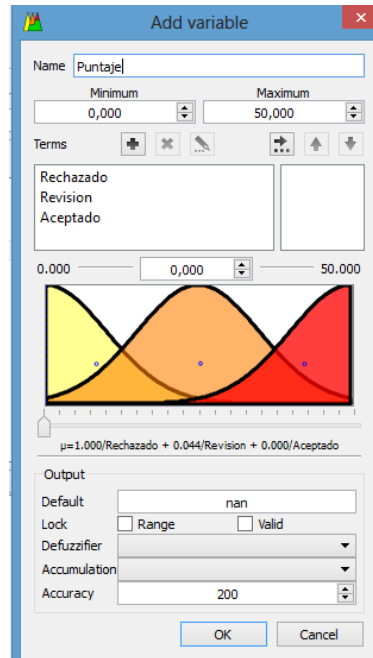 Add variable
Name Puntaje
Minimum Maximum
0,000 50,000
Terms
Rechazado
Revision
Aceptado
0.000 0,000 50.000
μ=1.000/Rechazado + 0.044/Revision + 0.000/Aceptado
Output
Default nan
Lock Range Valid
Defuzzifier
Accumulation
Accuracy 200
OK Cancel